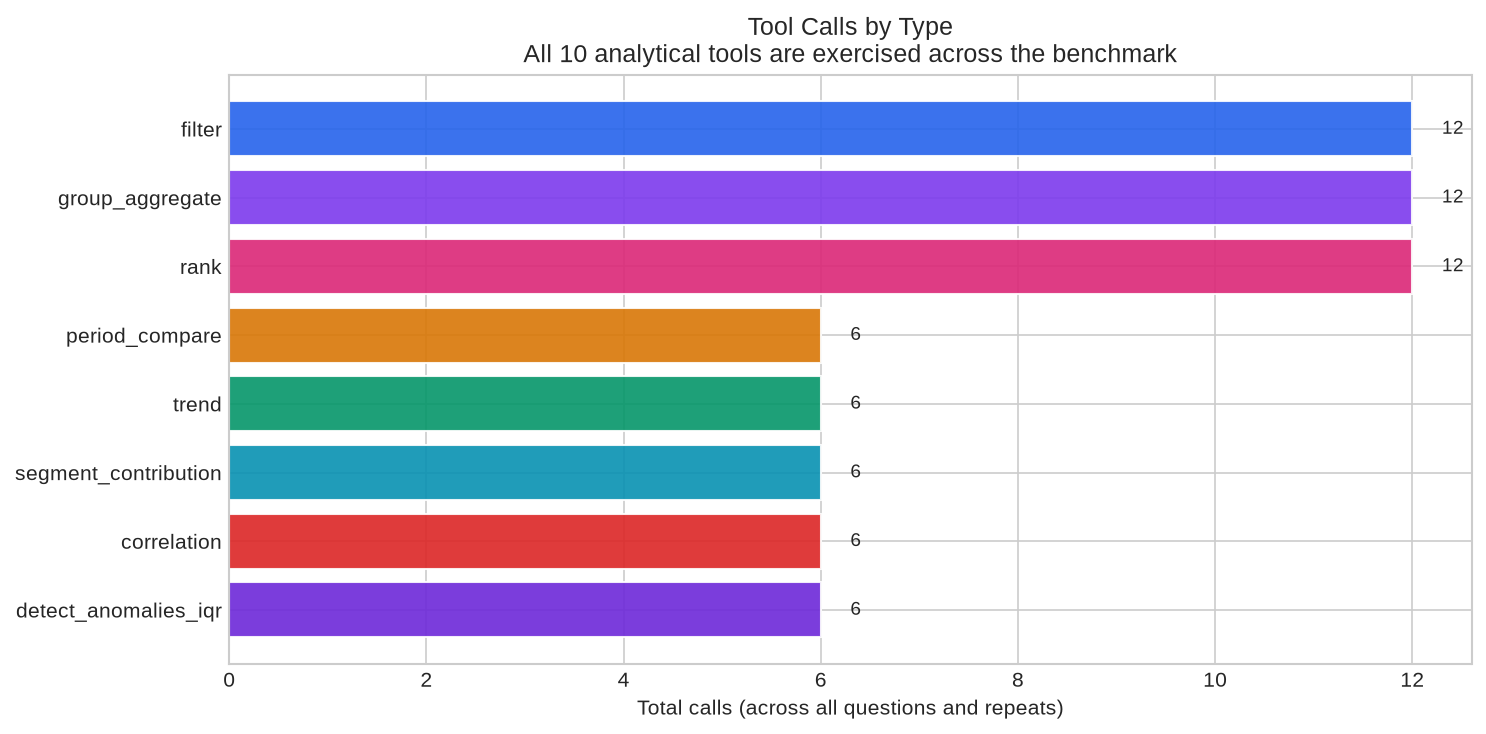 Tool Calls by Type
All 10 analytical tools are exercised across the benchmark
filter 12
group_aggregate 12
rank 12
period_compare 6
trend 6
segment_contribution 6
correlation 6
detect_anomalies_iqr 6
0 2 4 6 8 10 12
Total calls (across all questions and repeats)